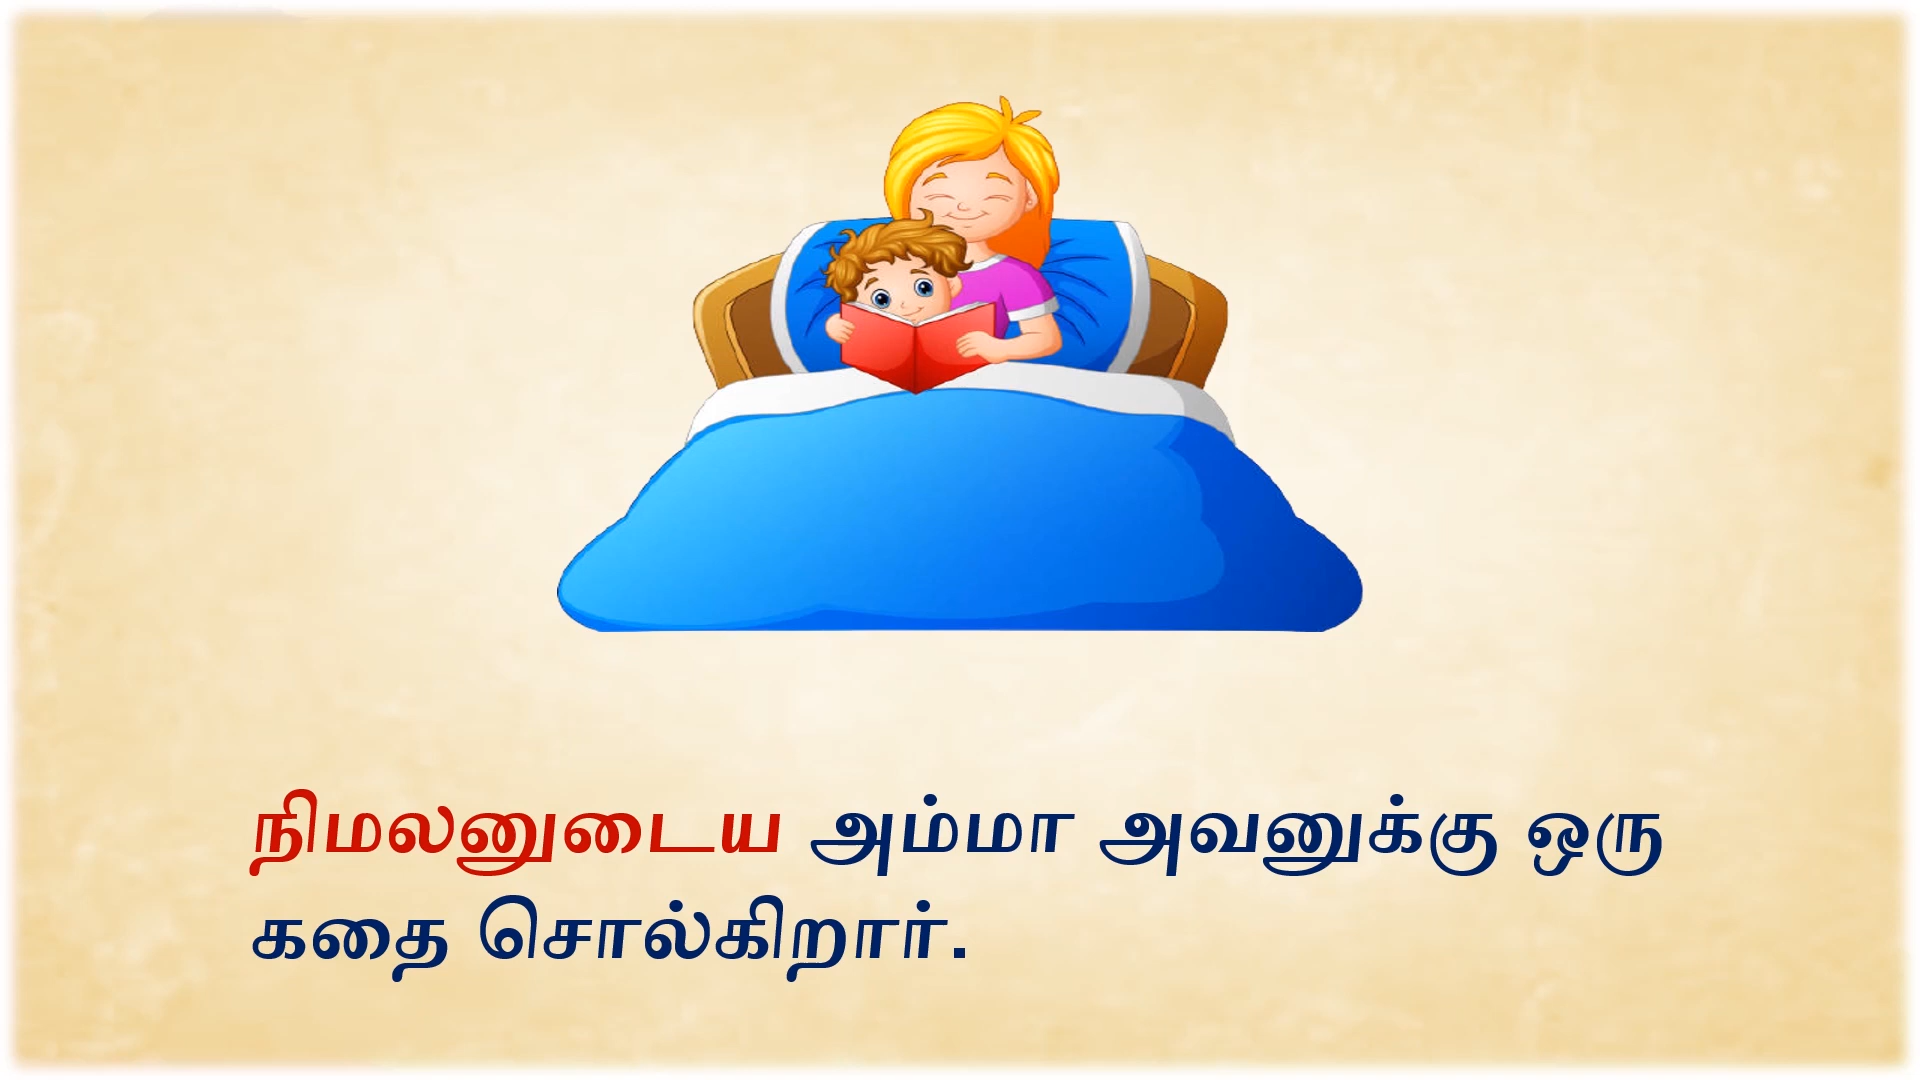 நிமலனுடைய அம்மா அவனுக்கு ஒரு
கதை சொல்கிறார்.